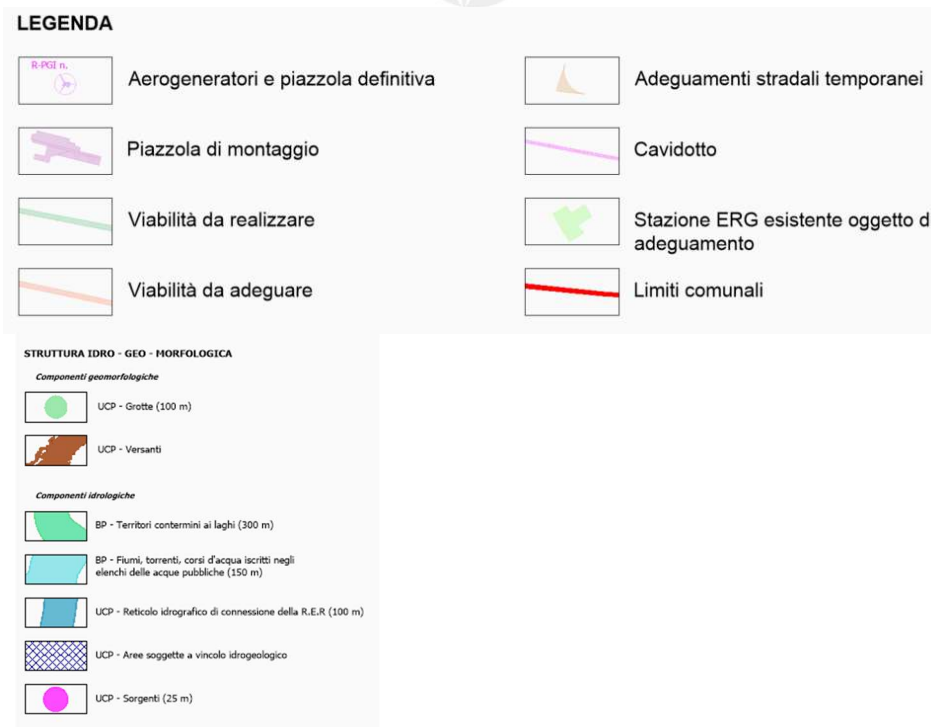 LEGENDA
R-PGI n.
Aerogeneratori e piazzola definitiva
Piazzola di montaggio
Viabilità da realizzare
Viabilità da adeguare
Adeguamenti stradali temporanei
Cavidotto
Stazione ERG esistente oggetto d
adeguamento
Limiti comunali
STRUTTURA IDRO - GEO - MORFOLOGICA
Componenti geomorfologiche
UCP - Grotte (100 m)
UCP - Versanti
Componenti idrologiche
BP - Territori contermini ai laghi (300 m)
BP - Fiumi, torrenti, corsi d'acqua iscritti negli
elenchi delle acque pubbliche (150 m)
UCP - Reticolo idrografico di connessione della R.E.R (100 m)
UCP - Aree soggette a vincolo idrogeologico
UCP - Sorgenti (25 m)